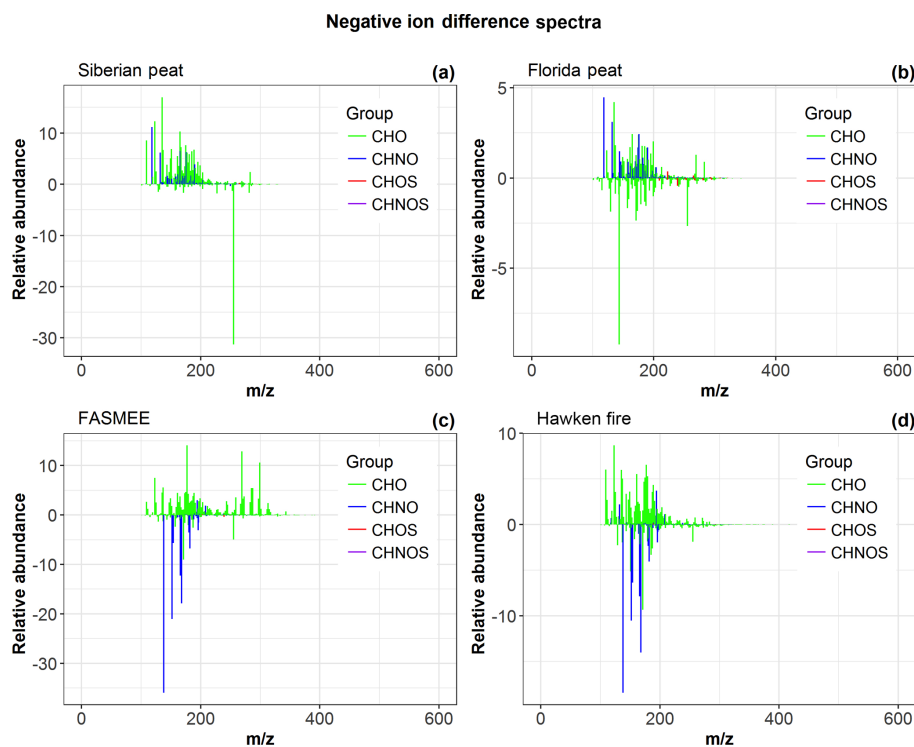 Negative ion difference spectra
Siberian peat (a)
Relative abundance
10
0
-10
-20
-30
Group
CHO
CHNO
CHOS
CHNOS
0 200 400 600
m/z
Florida peat (b)
Relative abundance
5
0
-5
Group
CHO
CHNO
CHOS
CHNOS
0 200 400 600
m/z
FASMEE (c)
Relative abundance
10
0
-10
-20
-30
Group
CHO
CHNO
CHOS
CHNOS
0 200 400 600
m/z
Hawken fire (d)
Relative abundance
10
0
-10
Group
CHO
CHNO
CHOS
CHNOS
0 200 400 600
m/z